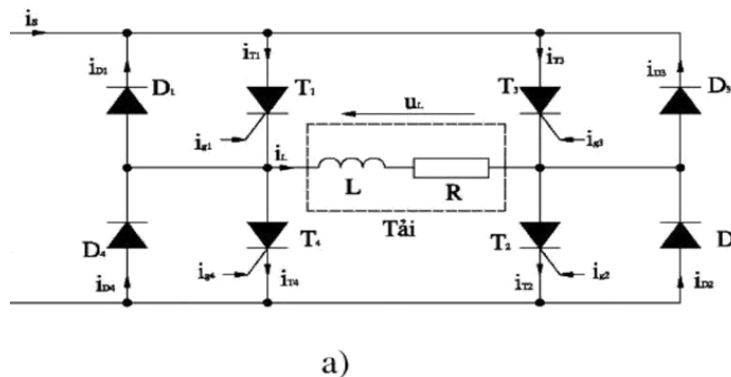 is
iD1 iT1 iT3 iD3
D1 T1 T3 D3
uL
ig1 iL ig3
L R
Tải
D4 T4 T2 D
ig4 ig2
iD4 iT4 iT2 iD2
a)